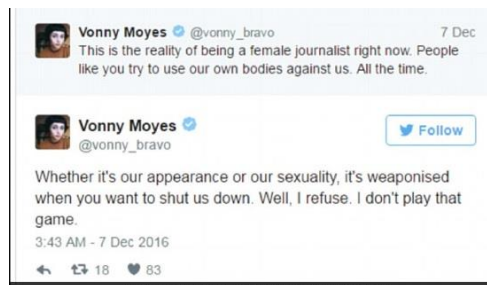 Vonny Moyes @vonny_bravo 7 Dec
This is the reality of being a female journalist right now. People
like you try to use our own bodies against us. All the time.
Vonny Moyes
@vonny_bravo
Follow
Whether it's our appearance or our sexuality, it's weaponised
when you want to shut us down. Well, I refuse. I don't play that
game.
3:43 AM - 7 Dec 2016
18 83